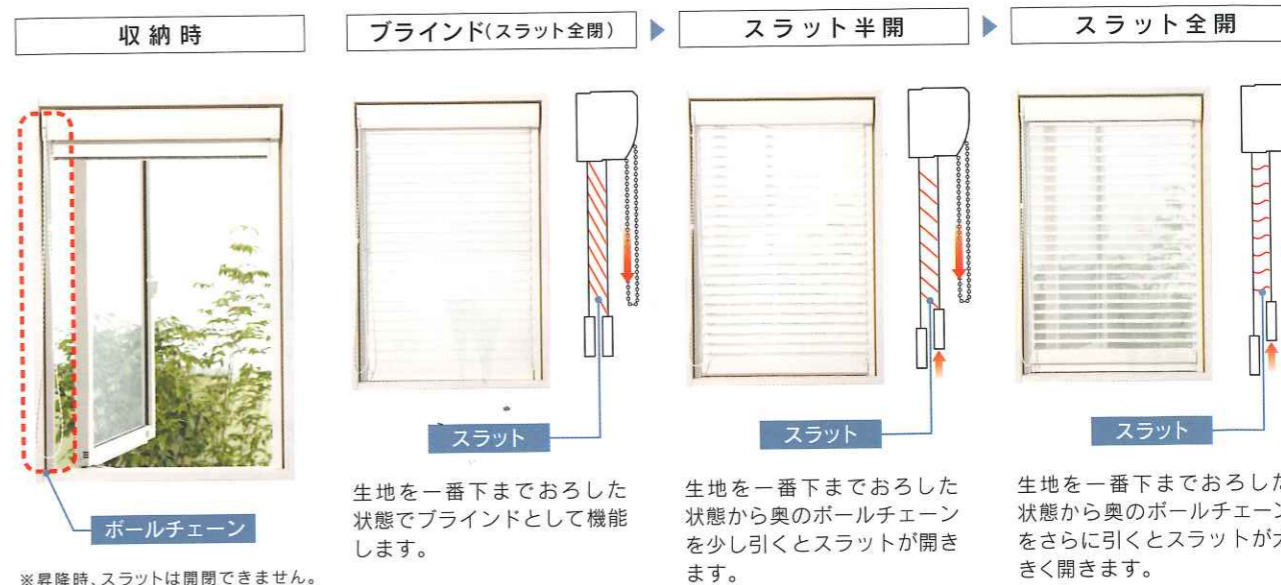 収納時
ボールチェーン
※昇降時、スラットは開閉できません。
ブラインド(スラット全閉)
スラット
生地を一番下までおろした
状態でブラインドとして機能
します。
スラット半開
スラット
生地を一番下までおろした
状態から奥のボールチェーン
を少し引くとスラットが開き
ます。
スラット全開
スラット
生地を一番下までおろした
状態から奥のボールチェーン
をさらに引くとスラットが大
きく開きます。